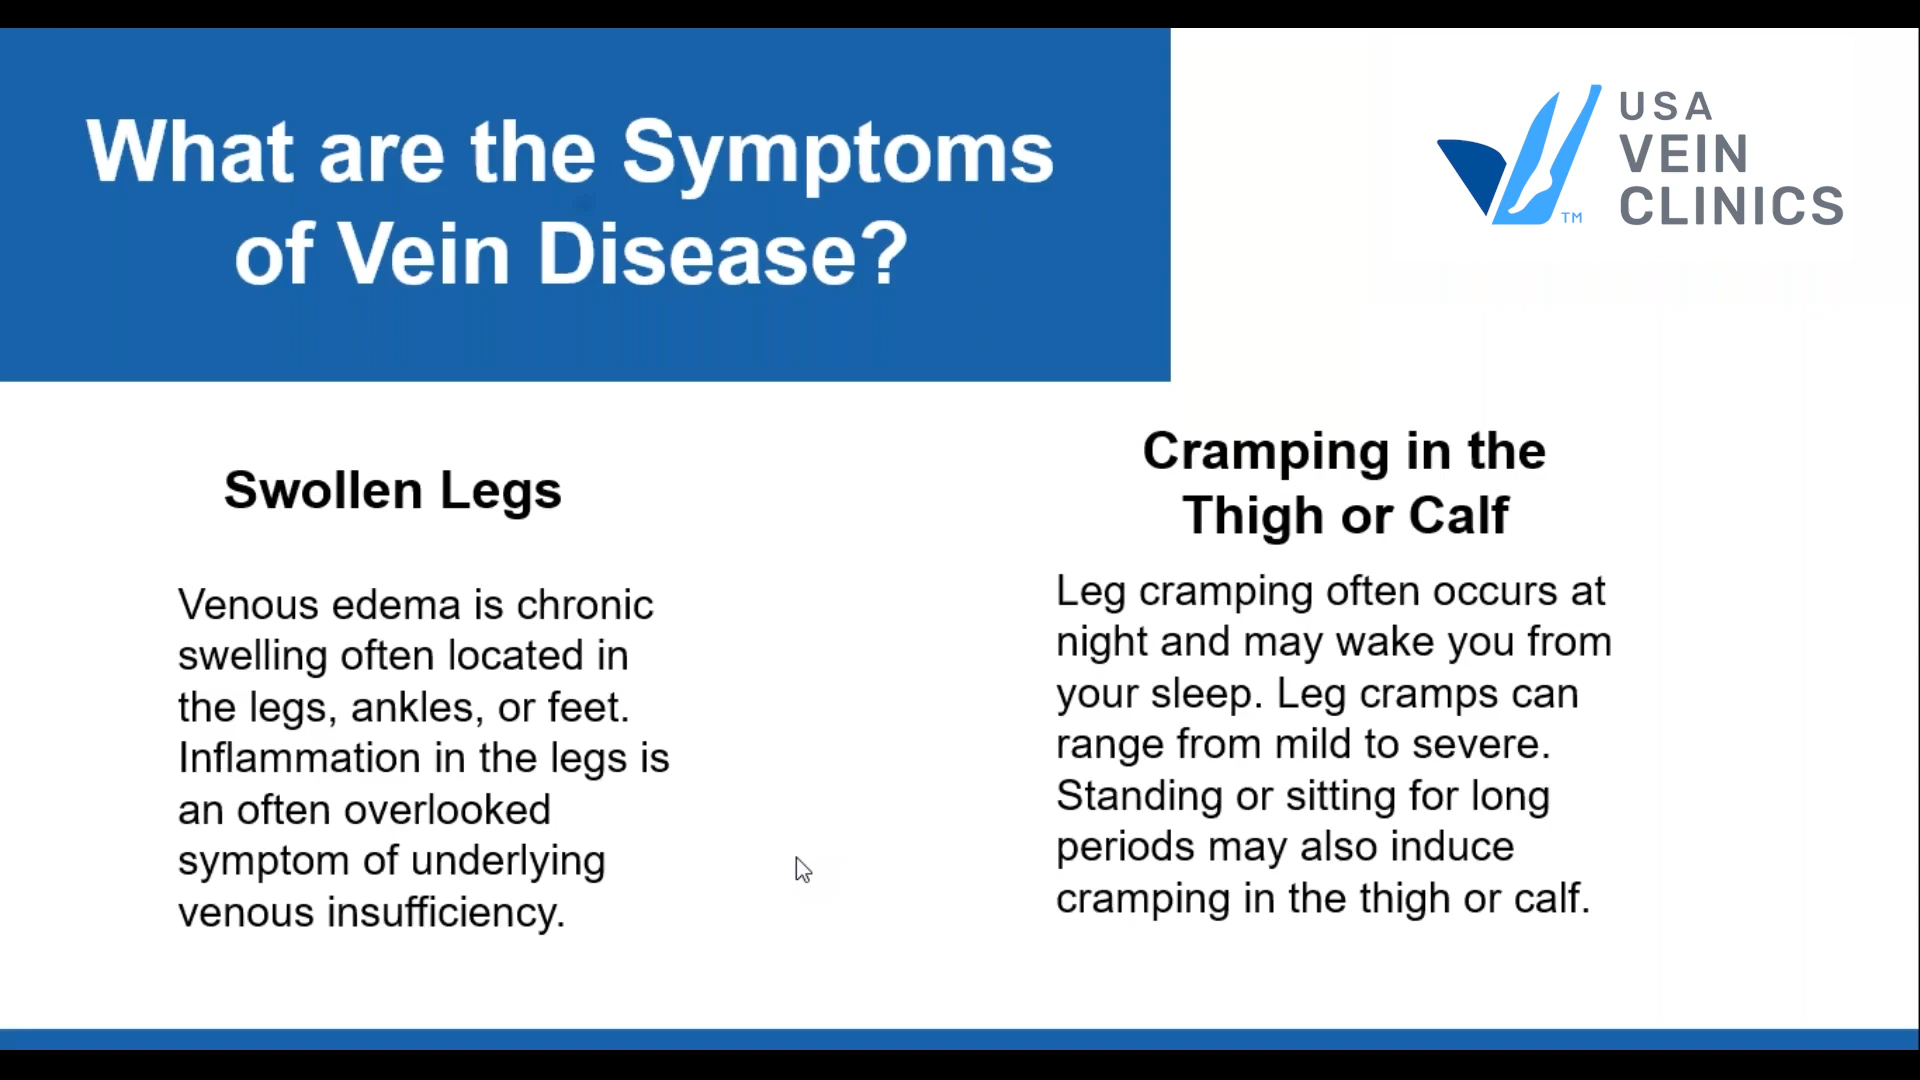 What are the Symptoms
of Vein Disease?
USA
VEIN
CLINICS
TM
Swollen Legs
Venous edema is chronic
swelling often located in
the legs, ankles, or feet.
Inflammation in the legs is
an often overlooked
symptom of underlying
venous insufficiency.
Cramping in the
Thigh or Calf
Leg cramping often occurs at
night and may wake you from
your sleep. Leg cramps can
range from mild to severe.
Standing or sitting for long
periods may also induce
cramping in the thigh or calf.